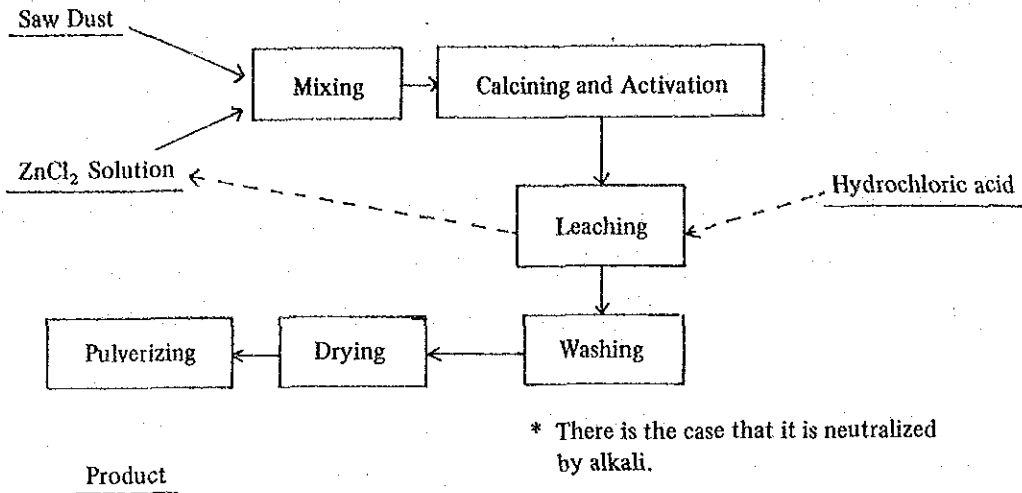 Saw Dust
Mixing
Calcining and Activation
ZnCl₂ Solution
Hydrochloric acid
Leaching
Pulverizing
Drying
Washing
* There is the case that it is neutralized
by alkali.
Product